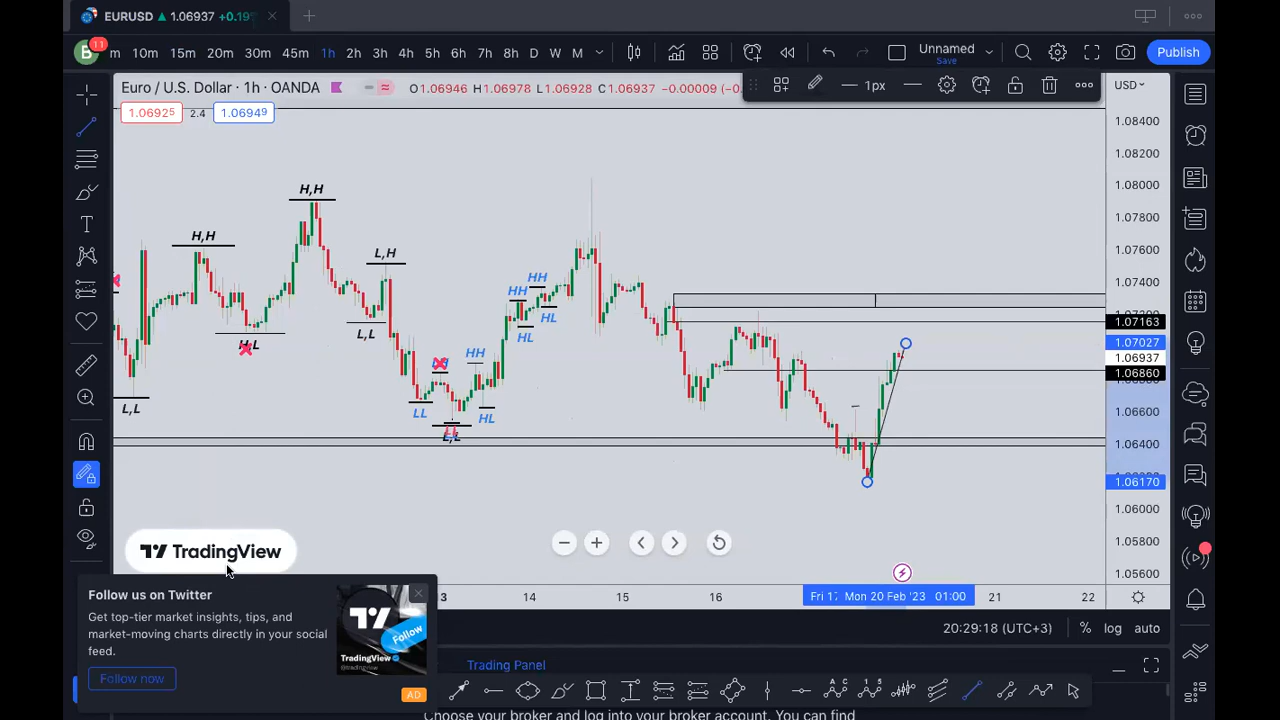 EURUSD ▲ 1.06937 +0.19%
11
B m 10m 15m 20m 30m 45m 1h 2h 3h 4h 5h 6h 7h 8h D W M
Unnamed
Save
Publish
Euro / U.S. Dollar · 1h · OANDA
O1.06946 H1.06978 L1.06928 C1.06937 −0.00009 (−0.
1px
USD
1.06925 2.4 1.06949
1.08400
1.08200
1.08000
1.07800
1.07600
1.07400
1.07163
1.07027
1.06937
1.06860
1.06600
1.06400
1.06170
1.06000
1.05800
1.05600
H,H
H,H
L,H
HH
HH
H,L
L,L
HL
HL
HH
L,L
LL
HL
L,L
TradingView
3 14 15 16 Fri 17 Mon 20 Feb '23 01:00 21 22
Follow us on Twitter
Get top-tier market insights, tips, and
market-moving charts directly in your social
feed.
Follow now
Follow
TradingView
@tradingview
AD
20:29:18 (UTC+3) % log auto
Trading Panel
Choose your broker and log into your broker account. You can find